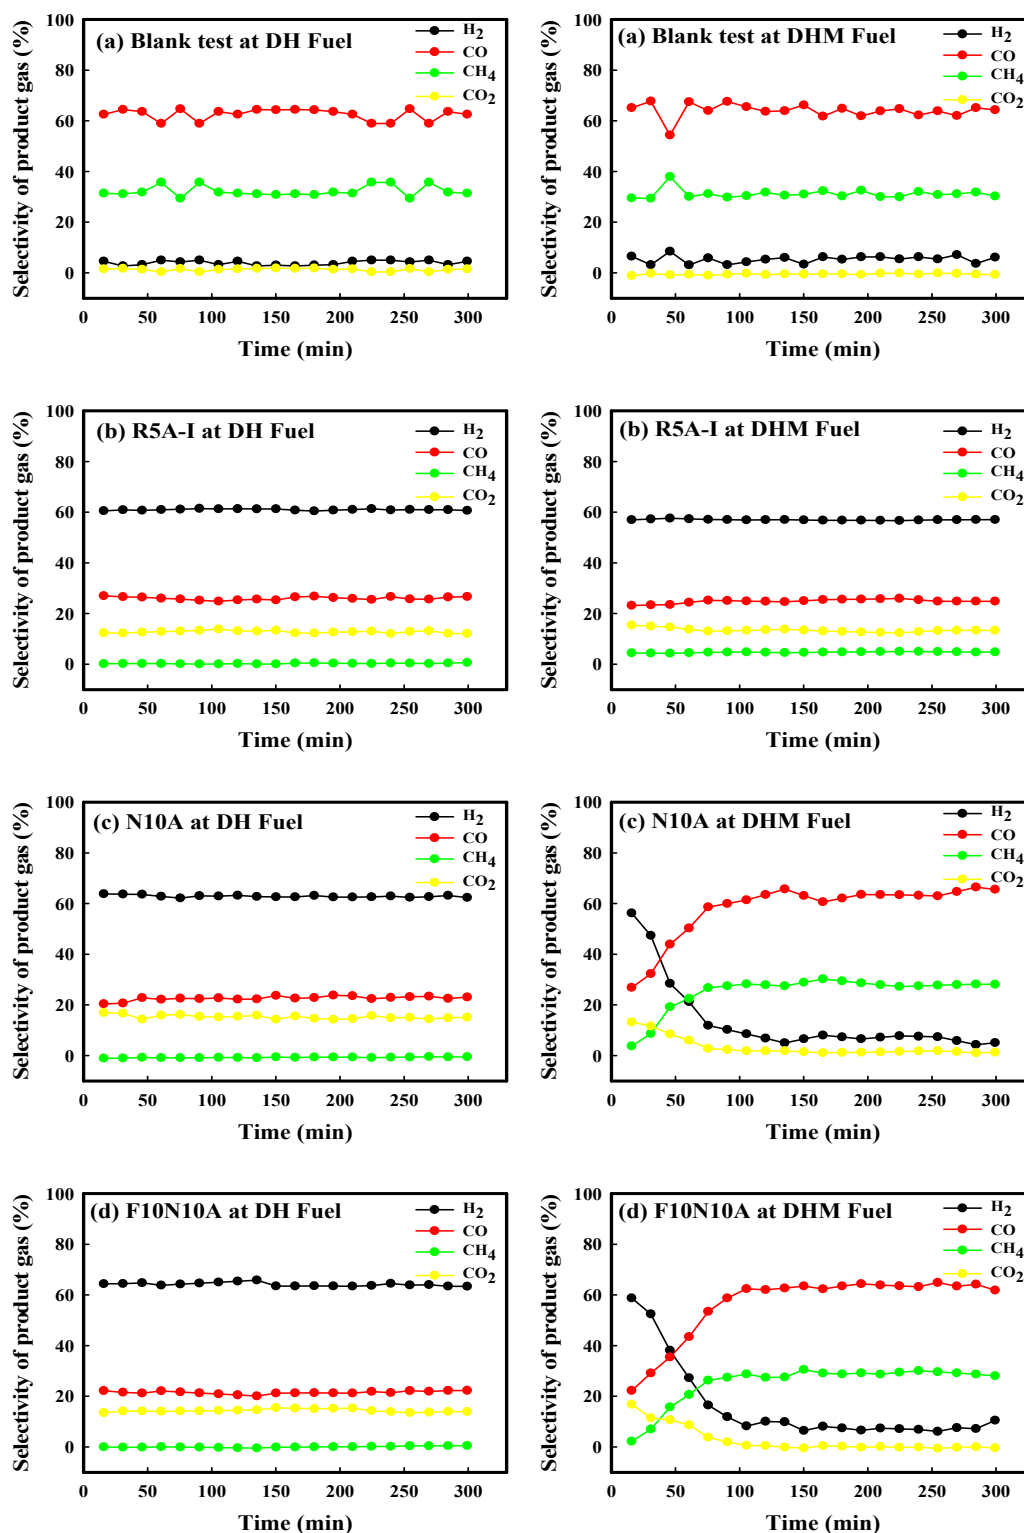 (a) Blank test at DH Fuel
H2
CO
CH4
CO2
Selectivity of product gas (%)
100
80
60
40
20
0
0 50 100 150 200 250 300
Time (min)
(a) Blank test at DHM Fuel
H2
CO
CH4
CO2
Selectivity of product gas (%)
100
80
60
40
20
0
0 50 100 150 200 250 300
Time (min)
(b) R5A-I at DH Fuel
H2
CO
CH4
CO2
Selectivity of product gas (%)
100
80
60
40
20
0
0 50 100 150 200 250 300
Time (min)
(b) R5A-I at DHM Fuel
H2
CO
CH4
CO2
Selectivity of product gas (%)
100
80
60
40
20
0
0 50 100 150 200 250 300
Time (min)
(c) N10A at DH Fuel
H2
CO
CH4
CO2
Selectivity of product gas (%)
100
80
60
40
20
0
0 50 100 150 200 250 300
Time (min)
(c) N10A at DHM Fuel
H2
CO
CH4
CO2
Selectivity of product gas (%)
100
80
60
40
20
0
0 50 100 150 200 250 300
Time (min)
(d) F10N10A at DH Fuel
H2
CO
CH4
CO2
Selectivity of product gas (%)
100
80
60
40
20
0
0 50 100 150 200 250 300
Time (min)
(d) F10N10A at DHM Fuel
H2
CO
CH4
CO2
Selectivity of product gas (%)
100
80
60
40
20
0
0 50 100 150 200 250 300
Time (min)